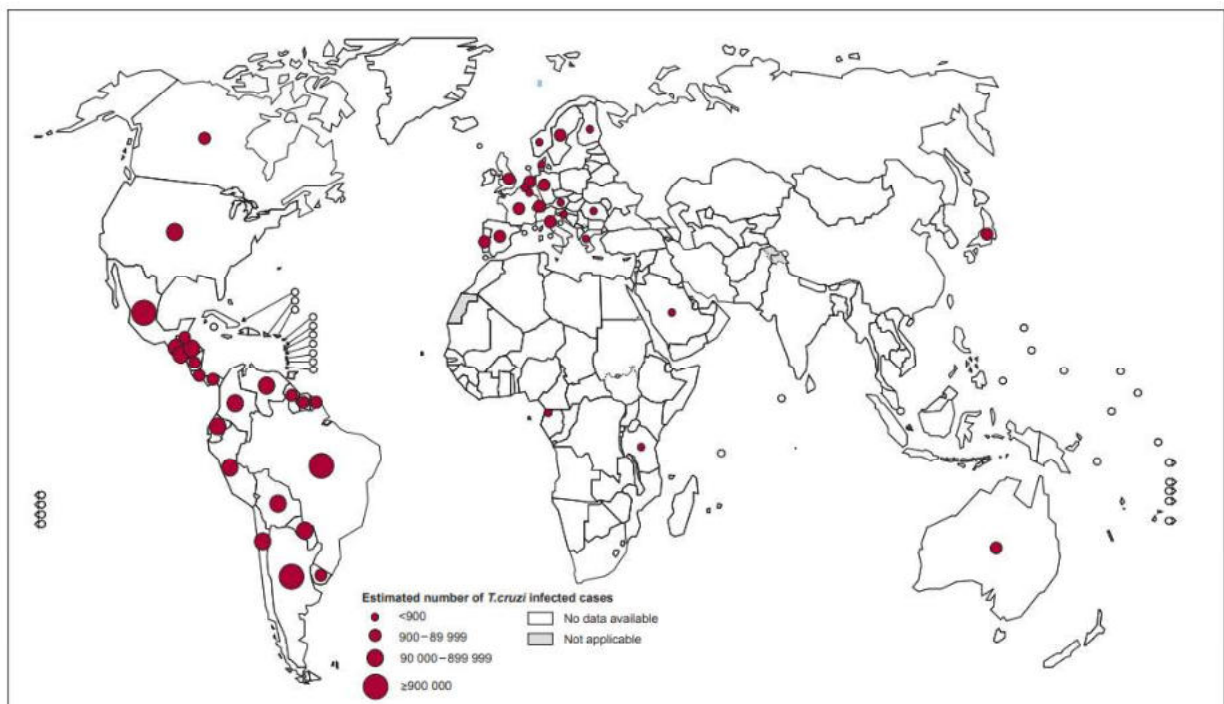 Estimated number of T.cruzi infected cases
<900
900–89 999
90 000–899 999
≥900 000
No data available
Not applicable